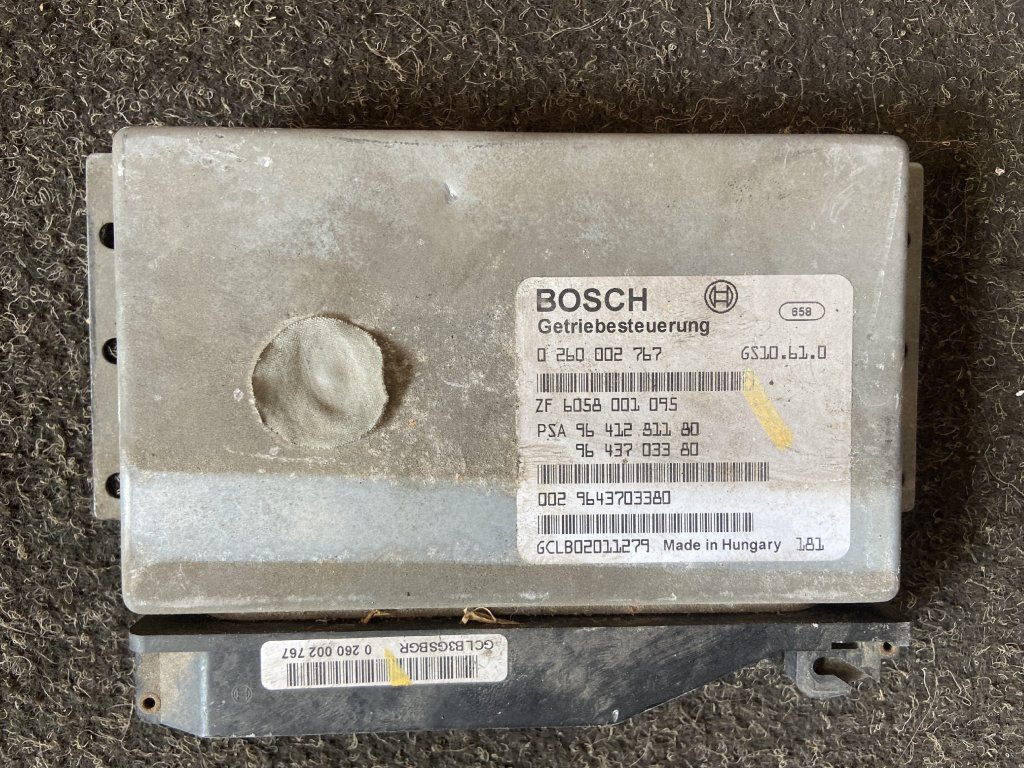 BOSCH
658
Getriebesteuerung
0 260 002 767 GS10.61.0
ZF 6058 001 095
PSA 96 412 811 80
96 437 033 80
002 9643703380
GCLB02011279 Made in Hungary 181
GCLB3GSBGR
0 260 002 767